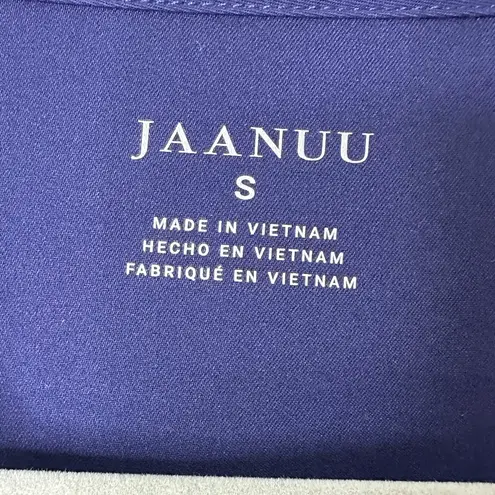 JAANUU
S
MADE IN VIETNAM
HECHO EN VIETNAM
FABRIQUÉ EN VIETNAM